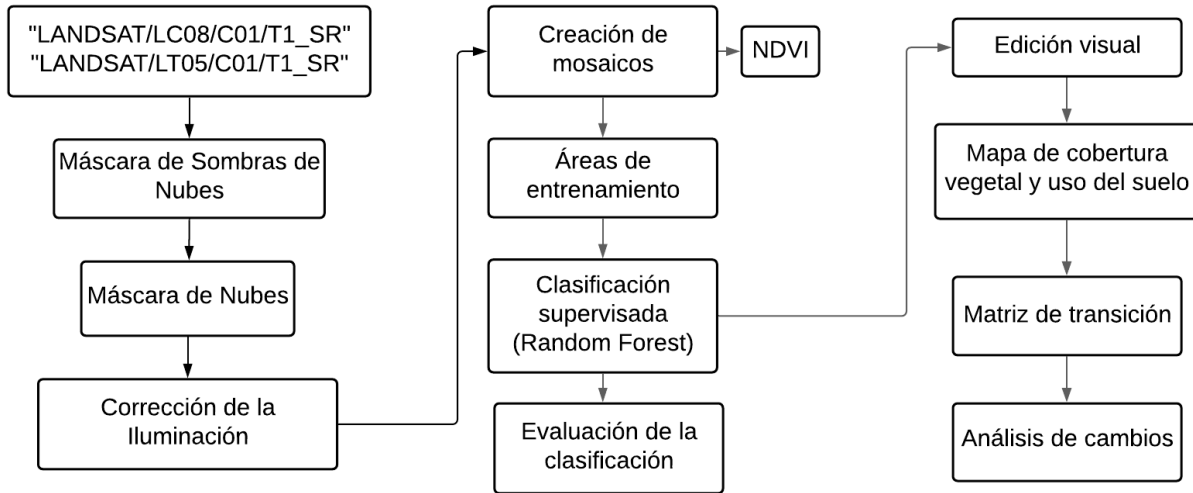 "LANDSAT/LC08/C01/T1_SR"
"LANDSAT/LT05/C01/T1_SR"
Máscara de Sombras de
Nubes
Máscara de Nubes
Corrección de la
Iluminación
Creación de
mosaicos
NDVI
Áreas de
entrenamiento
Clasificación
supervisada
(Random Forest)
Evaluación de la
clasificación
Edición visual
Mapa de cobertura
vegetal y uso del suelo
Matriz de transición
Análisis de cambios